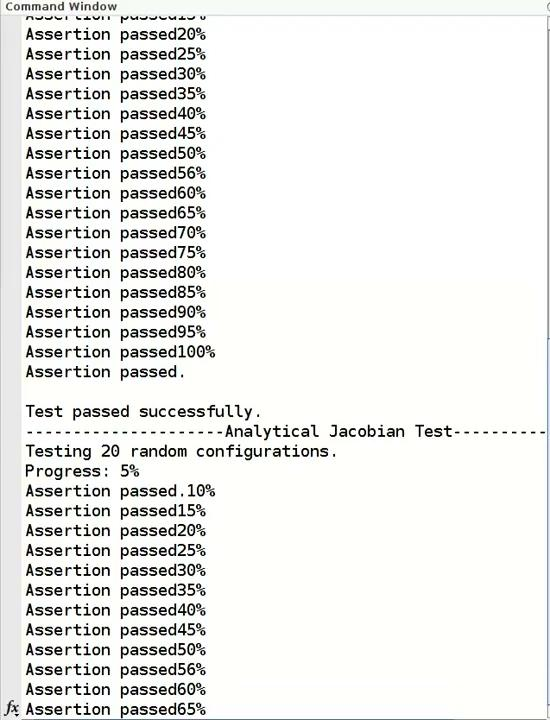 Command Window
Assertion passed15%
Assertion passed20%
Assertion passed25%
Assertion passed30%
Assertion passed35%
Assertion passed40%
Assertion passed45%
Assertion passed50%
Assertion passed56%
Assertion passed60%
Assertion passed65%
Assertion passed70%
Assertion passed75%
Assertion passed80%
Assertion passed85%
Assertion passed90%
Assertion passed95%
Assertion passed100%
Assertion passed.
Test passed successfully.
---------------------Analytical Jacobian Test----------
Testing 20 random configurations.
Progress: 5%
Assertion passed.10%
Assertion passed15%
Assertion passed20%
Assertion passed25%
Assertion passed30%
Assertion passed35%
Assertion passed40%
Assertion passed45%
Assertion passed50%
Assertion passed56%
Assertion passed60%
fx Assertion passed65%